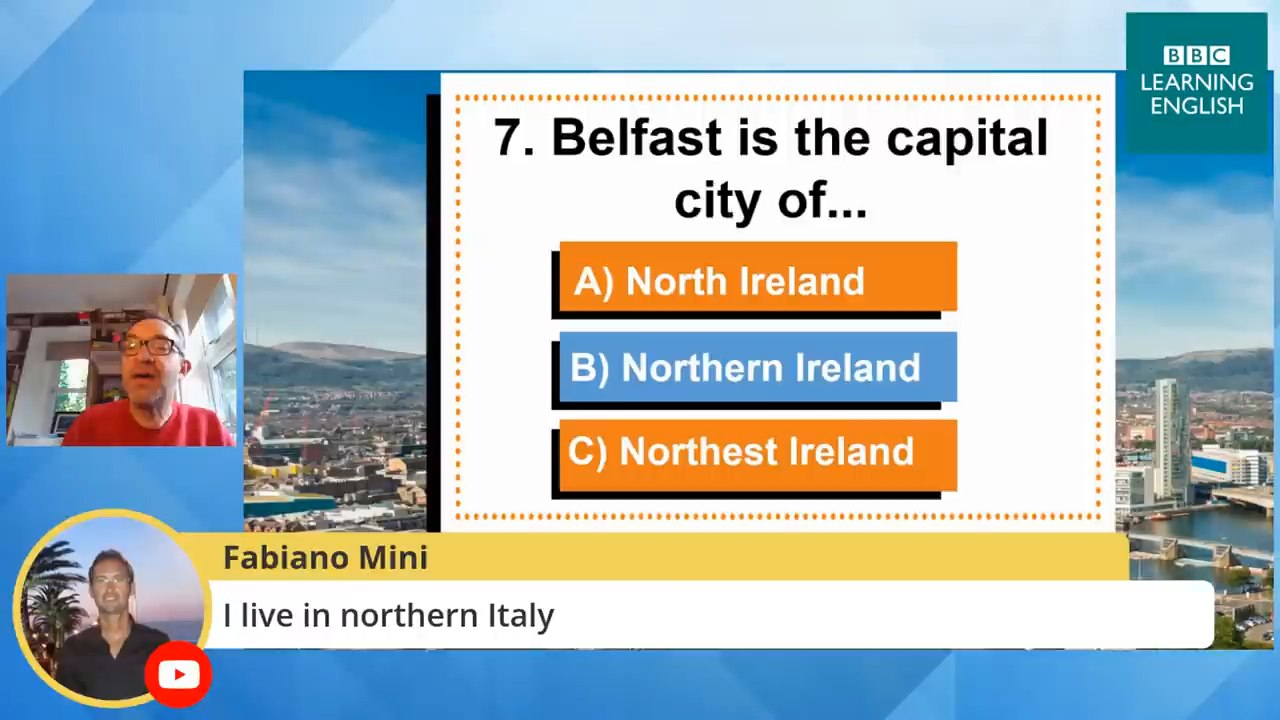 BBC
LEARNING
ENGLISH
7. Belfast is the capital
city of...
A) North Ireland
B) Northern Ireland
C) Northest Ireland
Fabiano Mini
I live in northern Italy